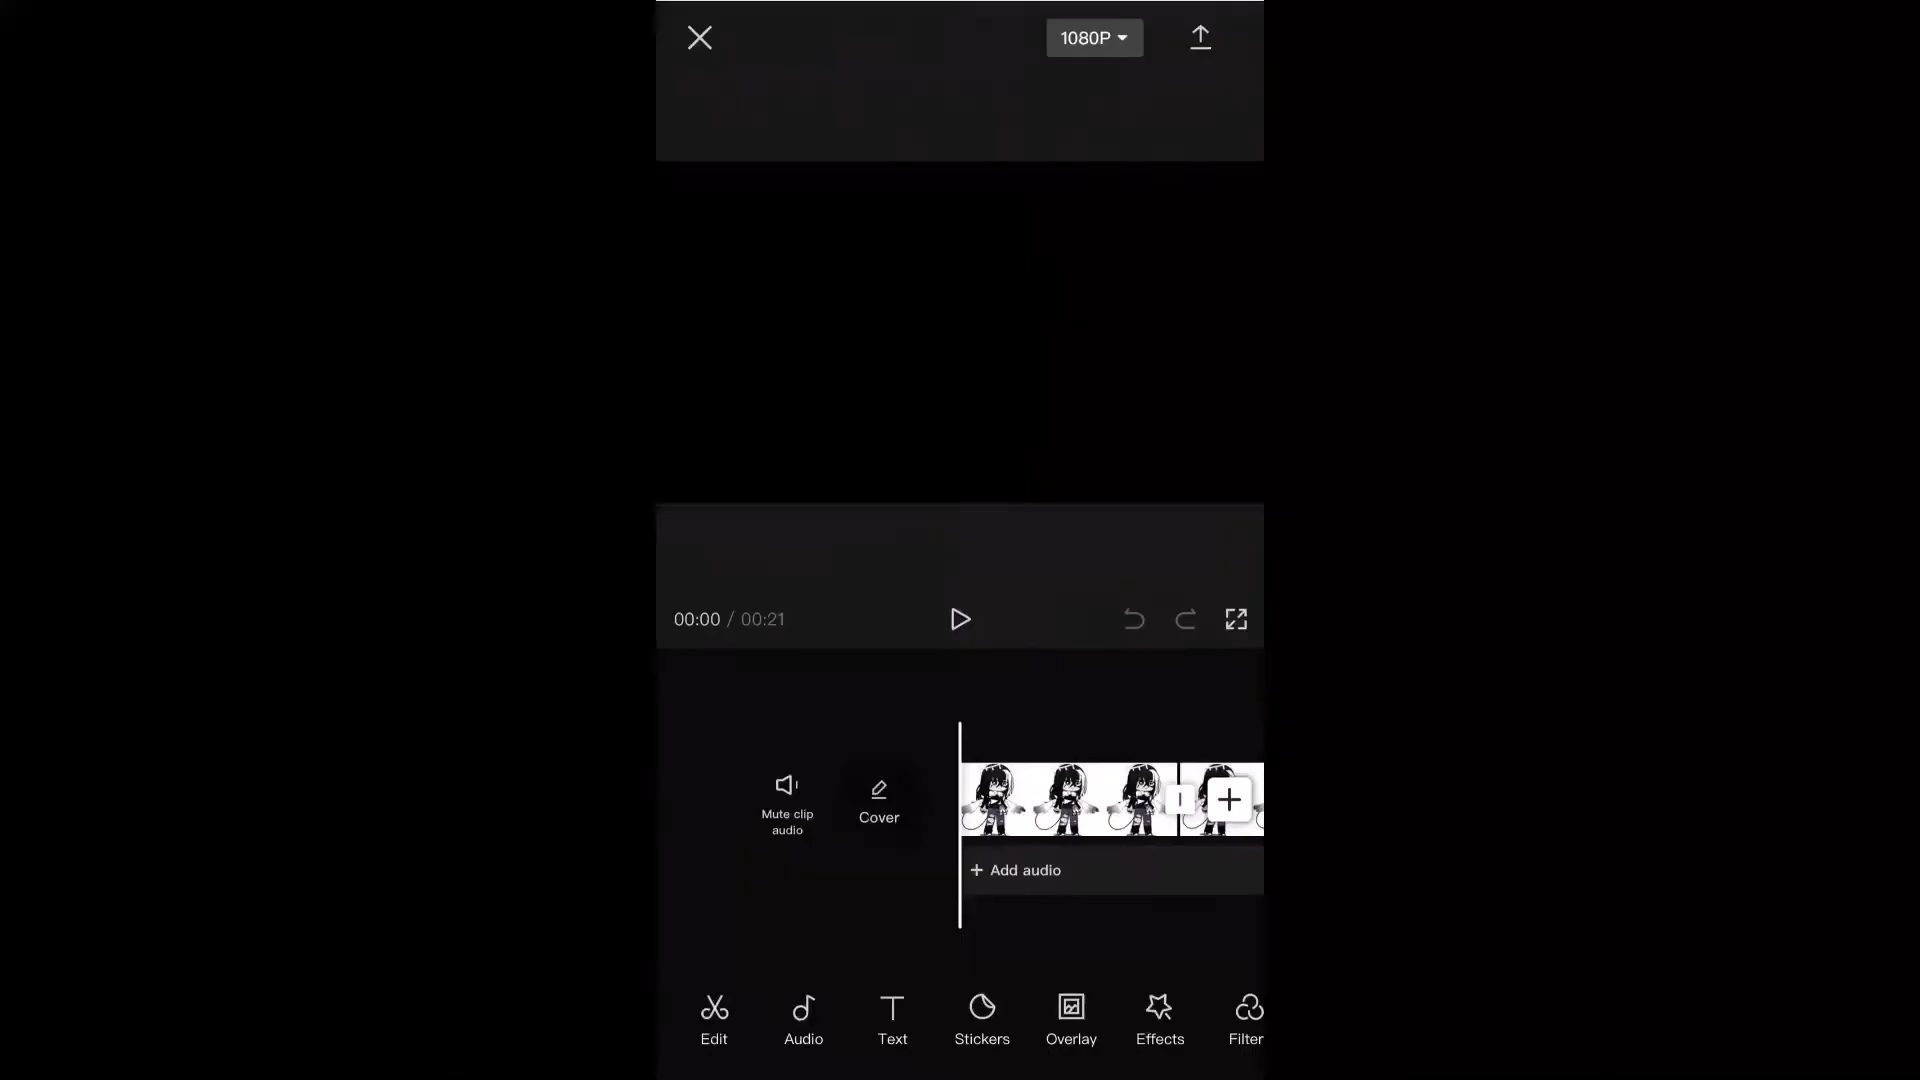 1080P
00:00 / 00:21
Mute clip
audio
Cover
Add audio
Edit
Audio
Text
Stickers
Overlay
Effects
Filter